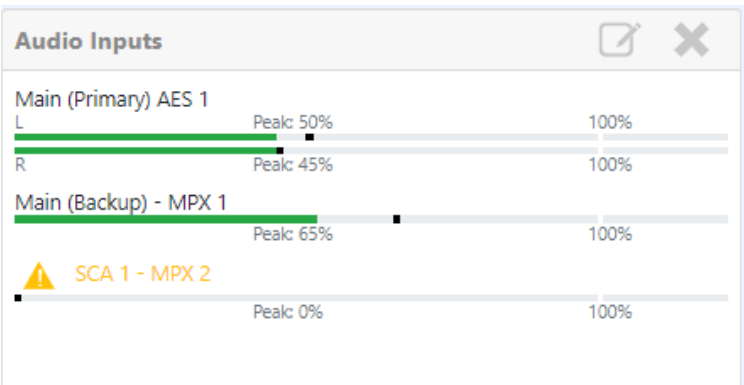 Audio Inputs
Main (Primary) AES 1
L Peak: 50% 100%
R Peak: 45% 100%
Main (Backup) - MPX 1
Peak: 65% 100%
SCA 1 - MPX 2
Peak: 0% 100%